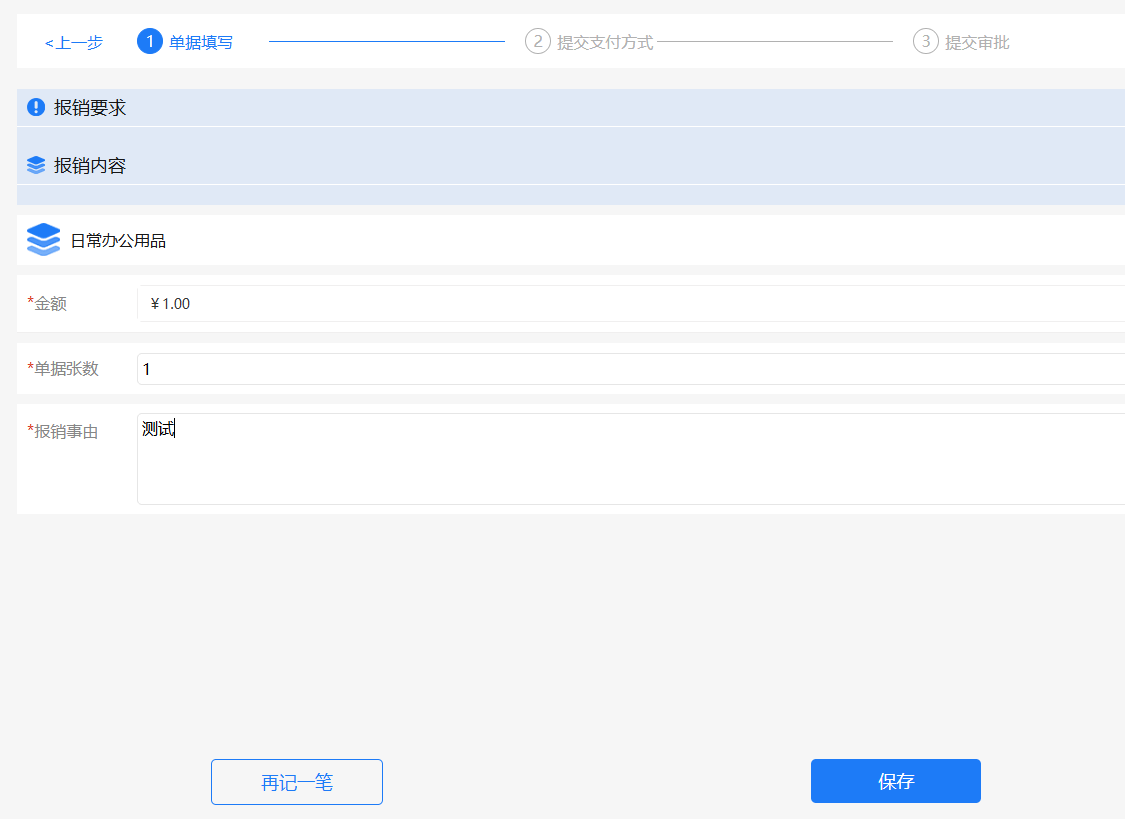 <上一步 1 单据填写 2 提交支付方式 3 提交审批
报销要求
报销内容
日常办公用品
*金额 ¥1.00
*单据张数 1
*报销事由 测试
再记一笔 保存